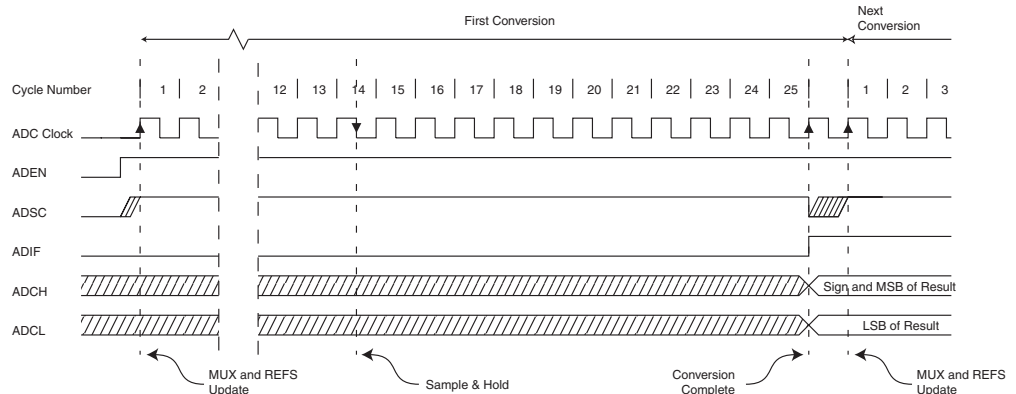 First Conversion
Next
Conversion
Cycle Number 1 2 12 13 14 15 16 17 18 19 20 21 22 23 24 25 1 2 3
ADC Clock
ADEN
ADSC
ADIF
ADCH Sign and MSB of Result
ADCL LSB of Result
MUX and REFS
Update
Sample & Hold
Conversion
Complete
MUX and REFS
Update